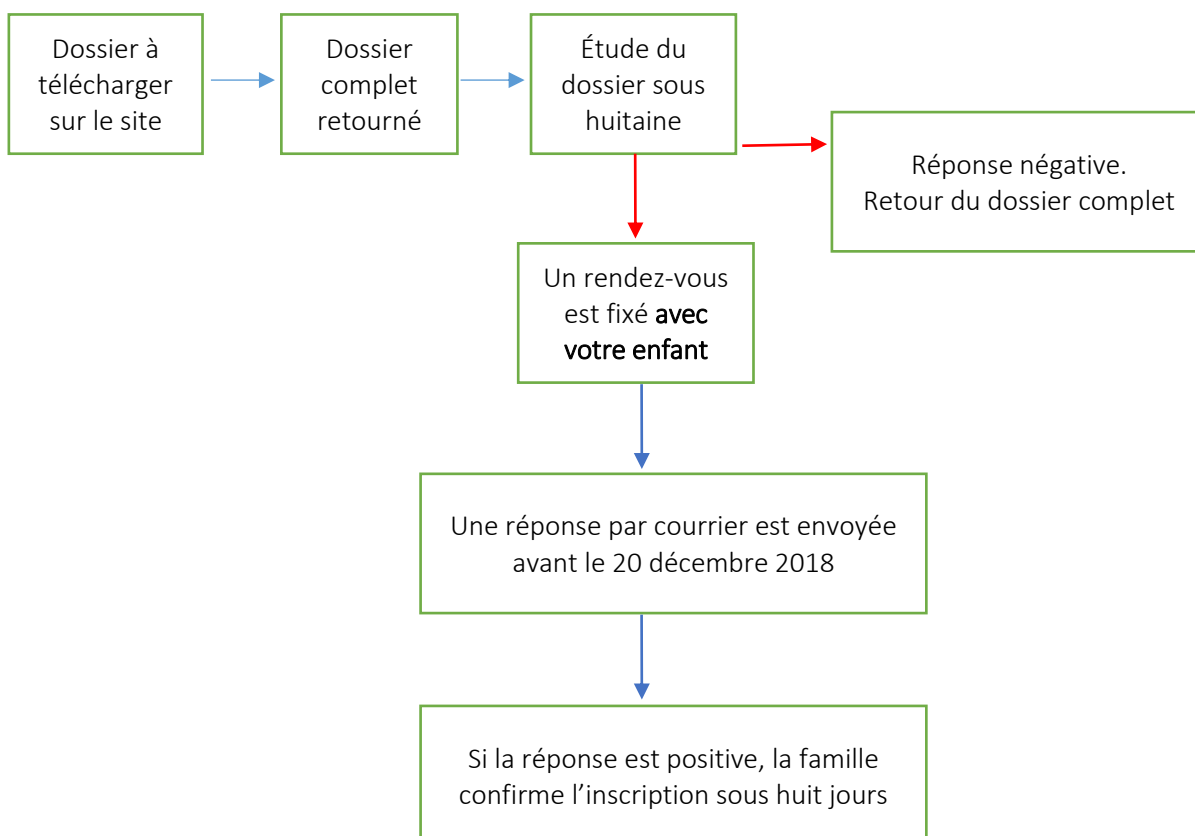 Dossier à
télécharger
sur le site
Dossier
complet
retourné
Étude du
dossier sous
huitaine
Réponse négative.
Retour du dossier complet
Un rendez-vous
est fixé avec
votre enfant
Une réponse par courrier est envoyée
avant le 20 décembre 2018
Si la réponse est positive, la famille
confirme l’inscription sous huit jours